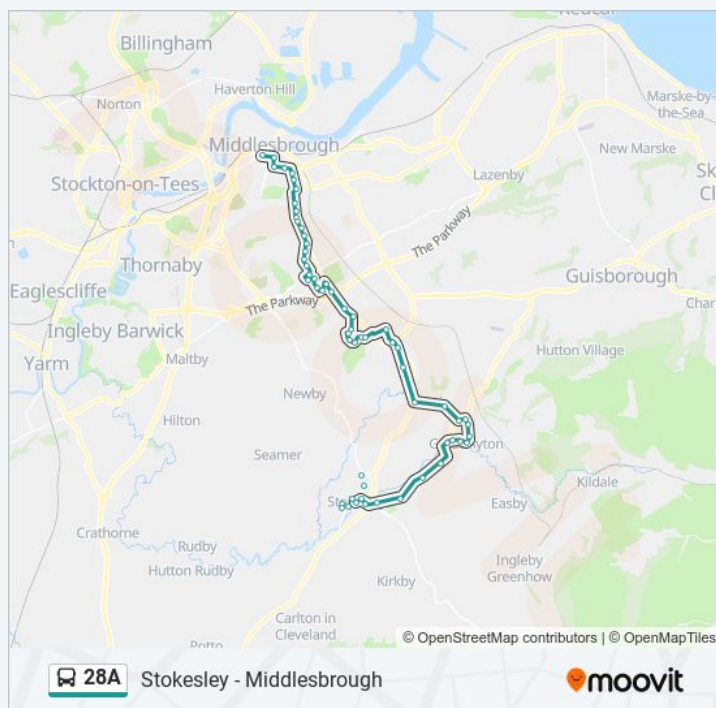 Redcar
Billingham
Haverton Hill
Norton
Marske-by-
the-Sea
Middlesbrough
New Marske
Stockton-on-Tees
Lazenby
The Parkway
Thornaby
Eaglescliffe
Guisborough
The Parkway
Ingleby Barwick
Yarm
Maltby
Hutton Village
Newby
Hilton
Seamer
Kildale
Easby
Crathorne
Rudby
Hutton Rudby
Ingleby
Greenhow
Kirkby
Carlton in
Cleveland
Potto
© OpenStreetMap contributors | © OpenMapTiles
28A
Stokesley - Middlesbrough
moovit